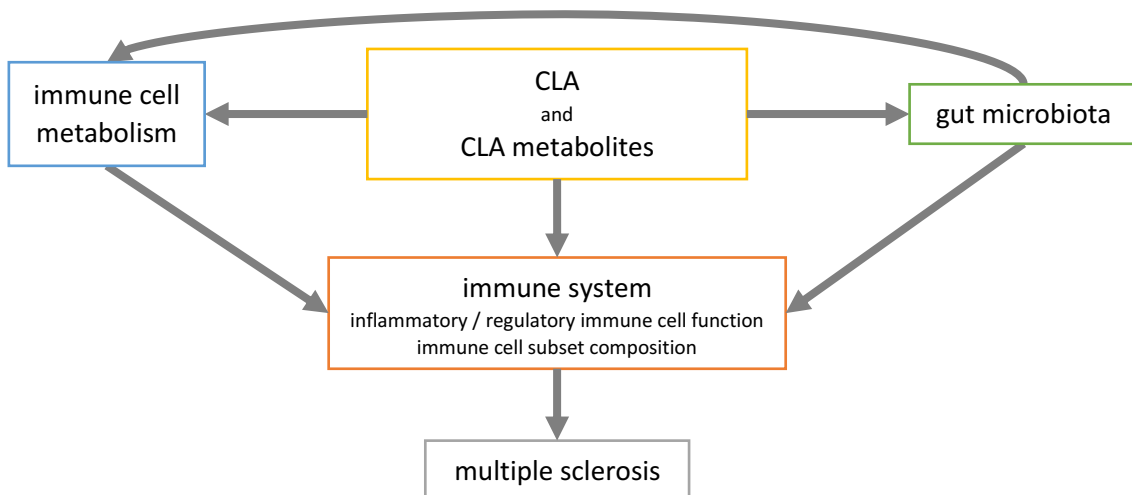 immune cell
metabolism
CLA
and
CLA metabolites
gut microbiota
immune system
inflammatory / regulatory immune cell function
immune cell subset composition
multiple sclerosis